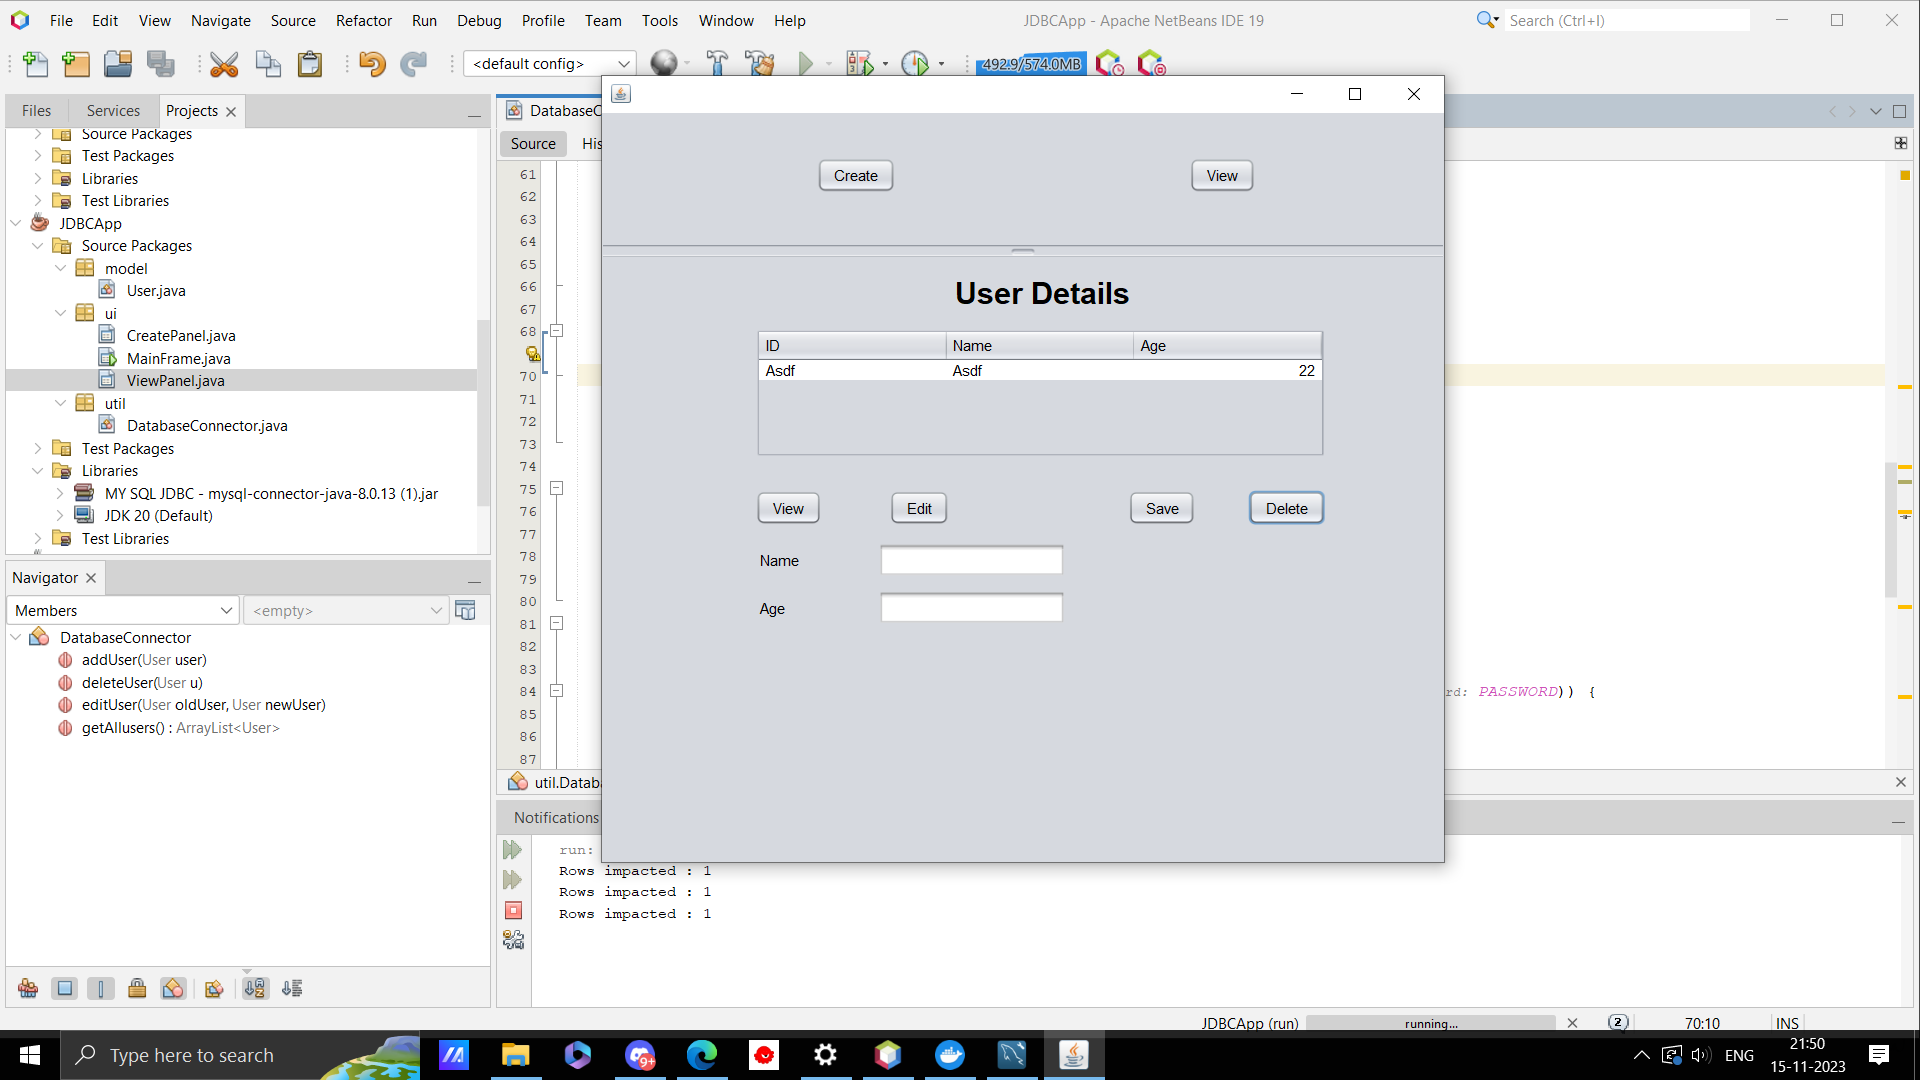 File Edit View Navigate Source Refactor Run Debug Profile Team Tools Window Help
JDBCApp - Apache NetBeans IDE 19
Search (Ctrl+I)
<default config>
492.9/574.0MB
Files Services Projects
Source Packages
Test Packages
Libraries
Test Libraries
JDBCApp
Source Packages
model
User.java
ui
CreatePanel.java
MainFrame.java
ViewPanel.java
util
DatabaseConnector.java
Test Packages
Libraries
MY SQL JDBC - mysql-connector-java-8.0.13 (1).jar
JDK 20 (Default)
Test Libraries
Navigator
Members
<empty>
DatabaseConnector
addUser(User user)
deleteUser(User u)
editUser(User oldUser, User newUser)
getAllusers() : ArrayList<User>
DatabaseC
Source His
61
62
63
64
65
66
67
68
70
71
72
73
74
75
76
77
78
79
80
81
82
83
84
85
86
87
rd: PASSWORD)) {
util.Datab
Create View
User Details
ID Name Age
Asdf Asdf 22
View Edit Save Delete
Name
Age
Notifications
run:
Rows impacted : 1
Rows impacted : 1
Rows impacted : 1
JDBCApp (run) running... 2 70:10 INS
Type here to search
9+
ENG
21:50
15-11-2023